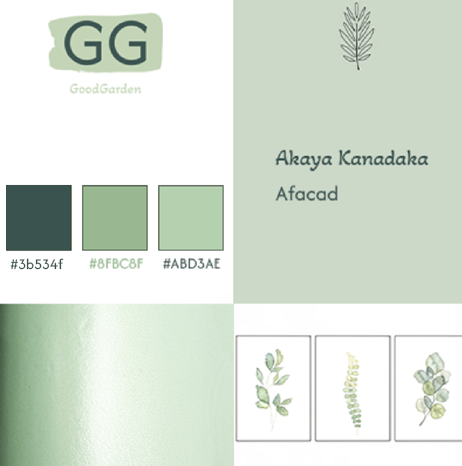 GG
GoodGarden
Akaya Kanadaka
Afacad
#3b534f #8FBC8F #ABD3AE